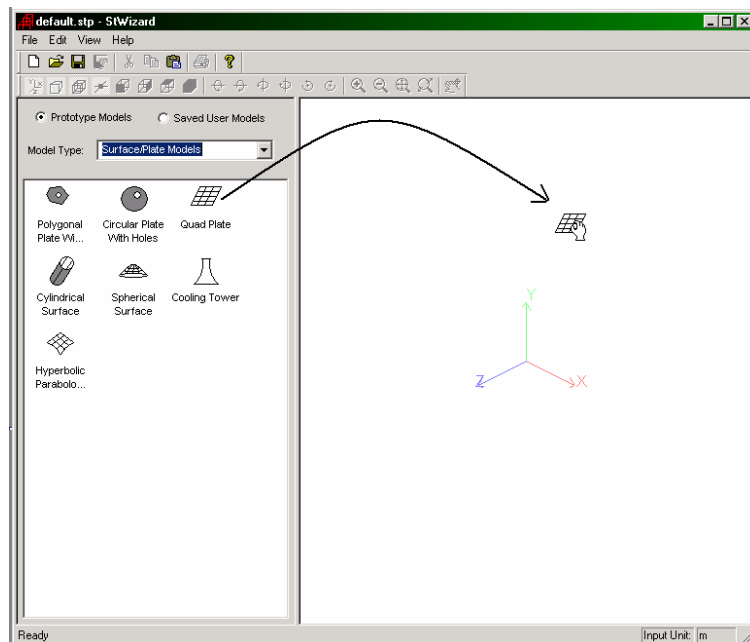 default.stp - StWizard
File Edit View Help
Prototype Models Saved User Models
Model Type: Surface/Plate Models
Polygonal
Plate Wi...
Circular Plate
With Holes
Quad Plate
Cylindrical
Surface
Spherical
Surface
Cooling Tower
Hyperbolic
Parabolo...
Y
Z
X
Ready
Input Unit: m